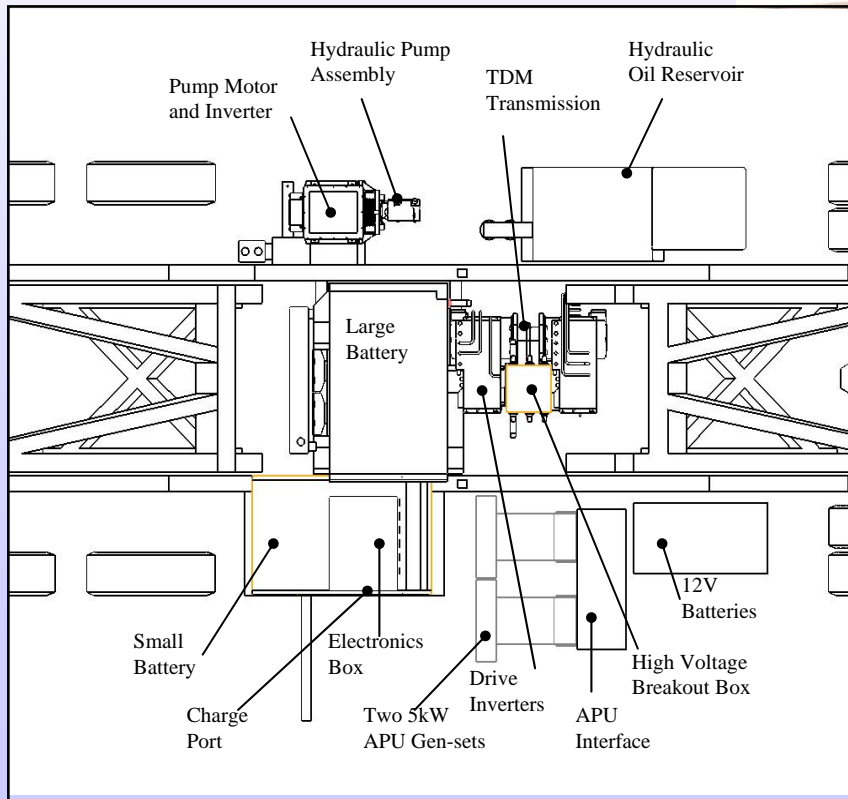 Hydraulic Pump
Assembly
Hydraulic
Oil Reservoir
Pump Motor
and Inverter
TDM
Transmission
Large
Battery
12V
Batteries
Small
Battery
Electronics
Box
Drive
Inverters
High Voltage
Breakout Box
Charge
Port
Two 5kW
APU Gen-sets
APU
Interface